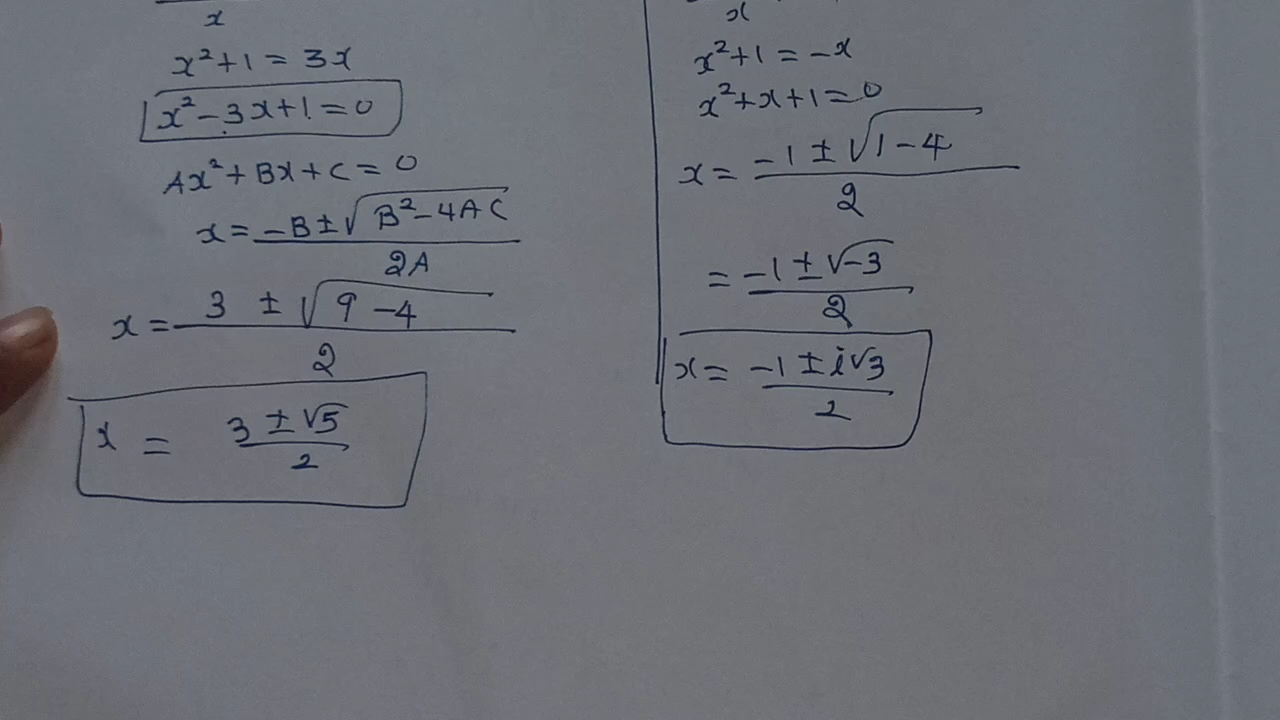 x
x²+1=3x
x²-3x+1=0
Ax²+Bx+C=0
x=-B±√B²-4AC
2A
x=3 ±√9-4
2
x = 3±√5
2
x
x²+1=-x
x²+x+1=0
x=-1±√1-4
2
=-1±√-3
2
x=-1±i√3
2